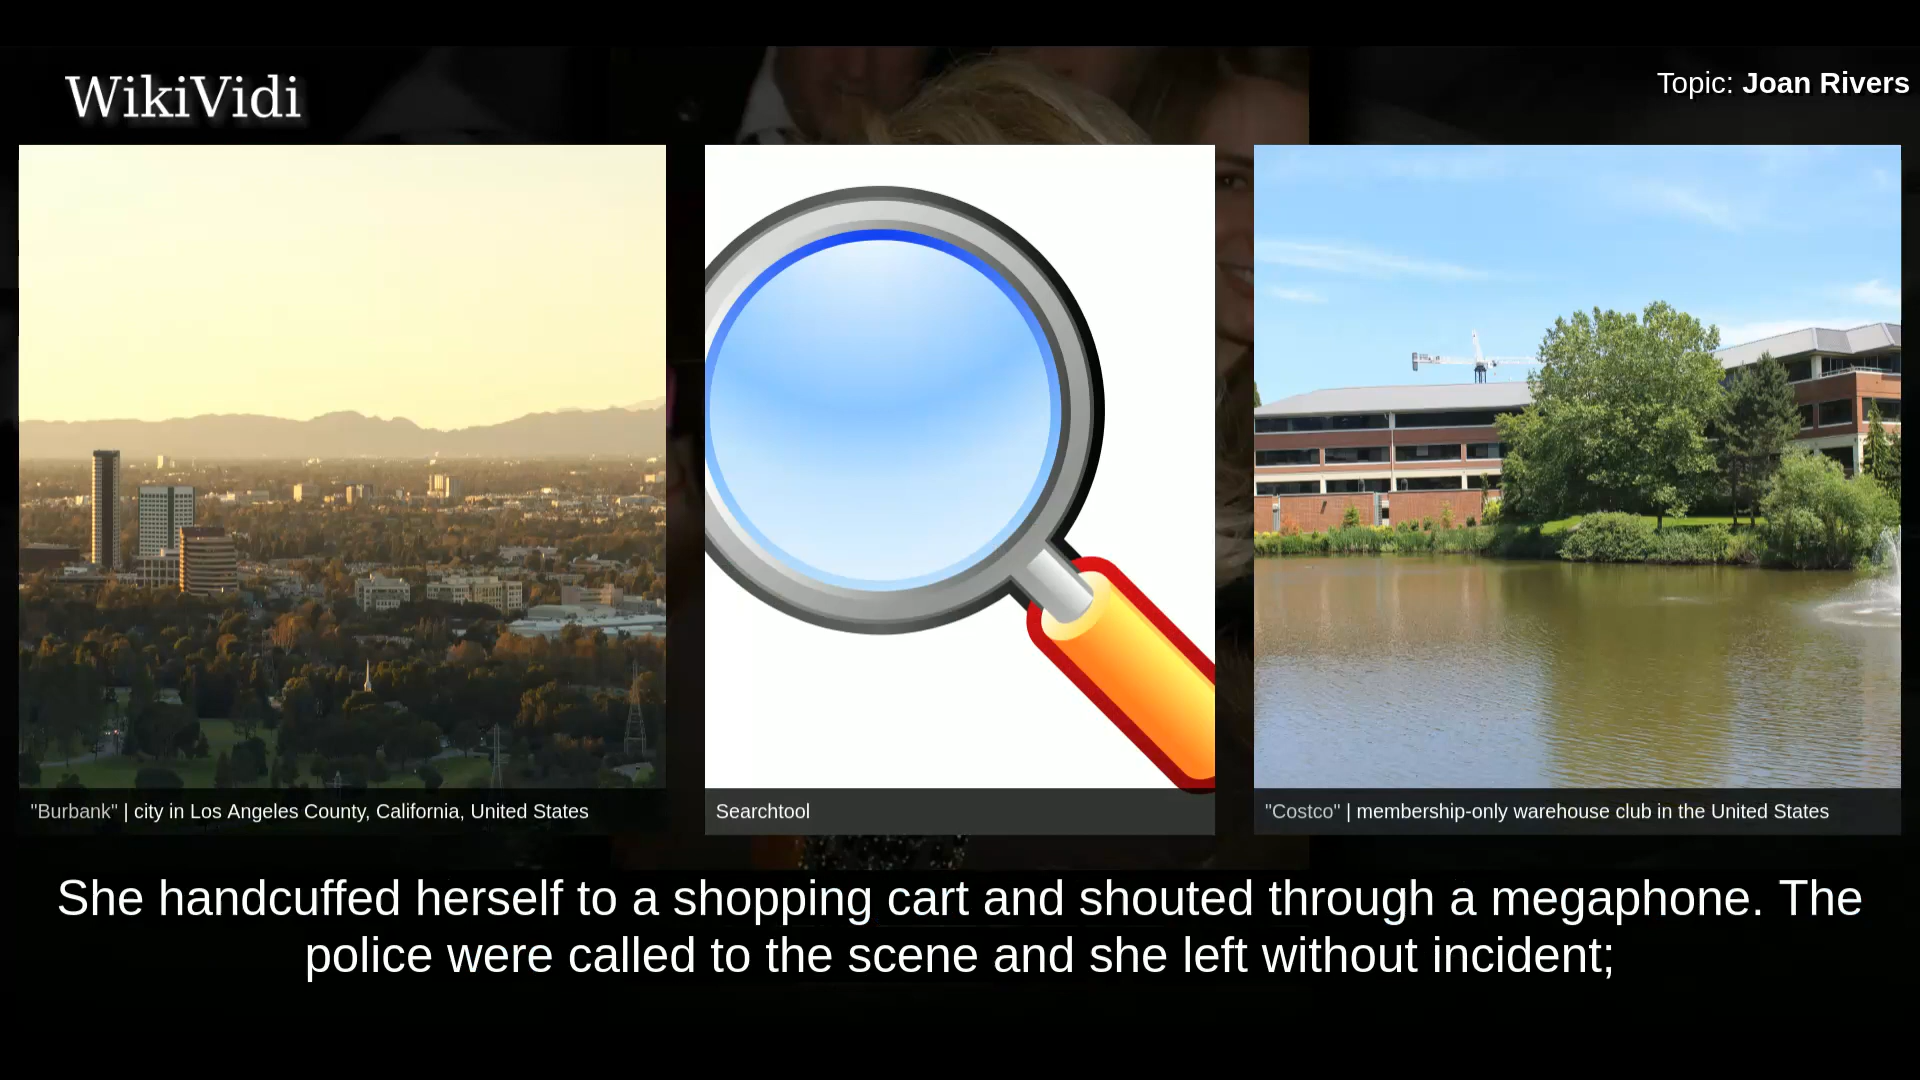 WikiVidi
Topic: Joan Rivers
"Burbank" | city in Los Angeles County, California, United States
Searchtool
"Costco" | membership-only warehouse club in the United States
She handcuffed herself to a shopping cart and shouted through a megaphone. The
police were called to the scene and she left without incident;